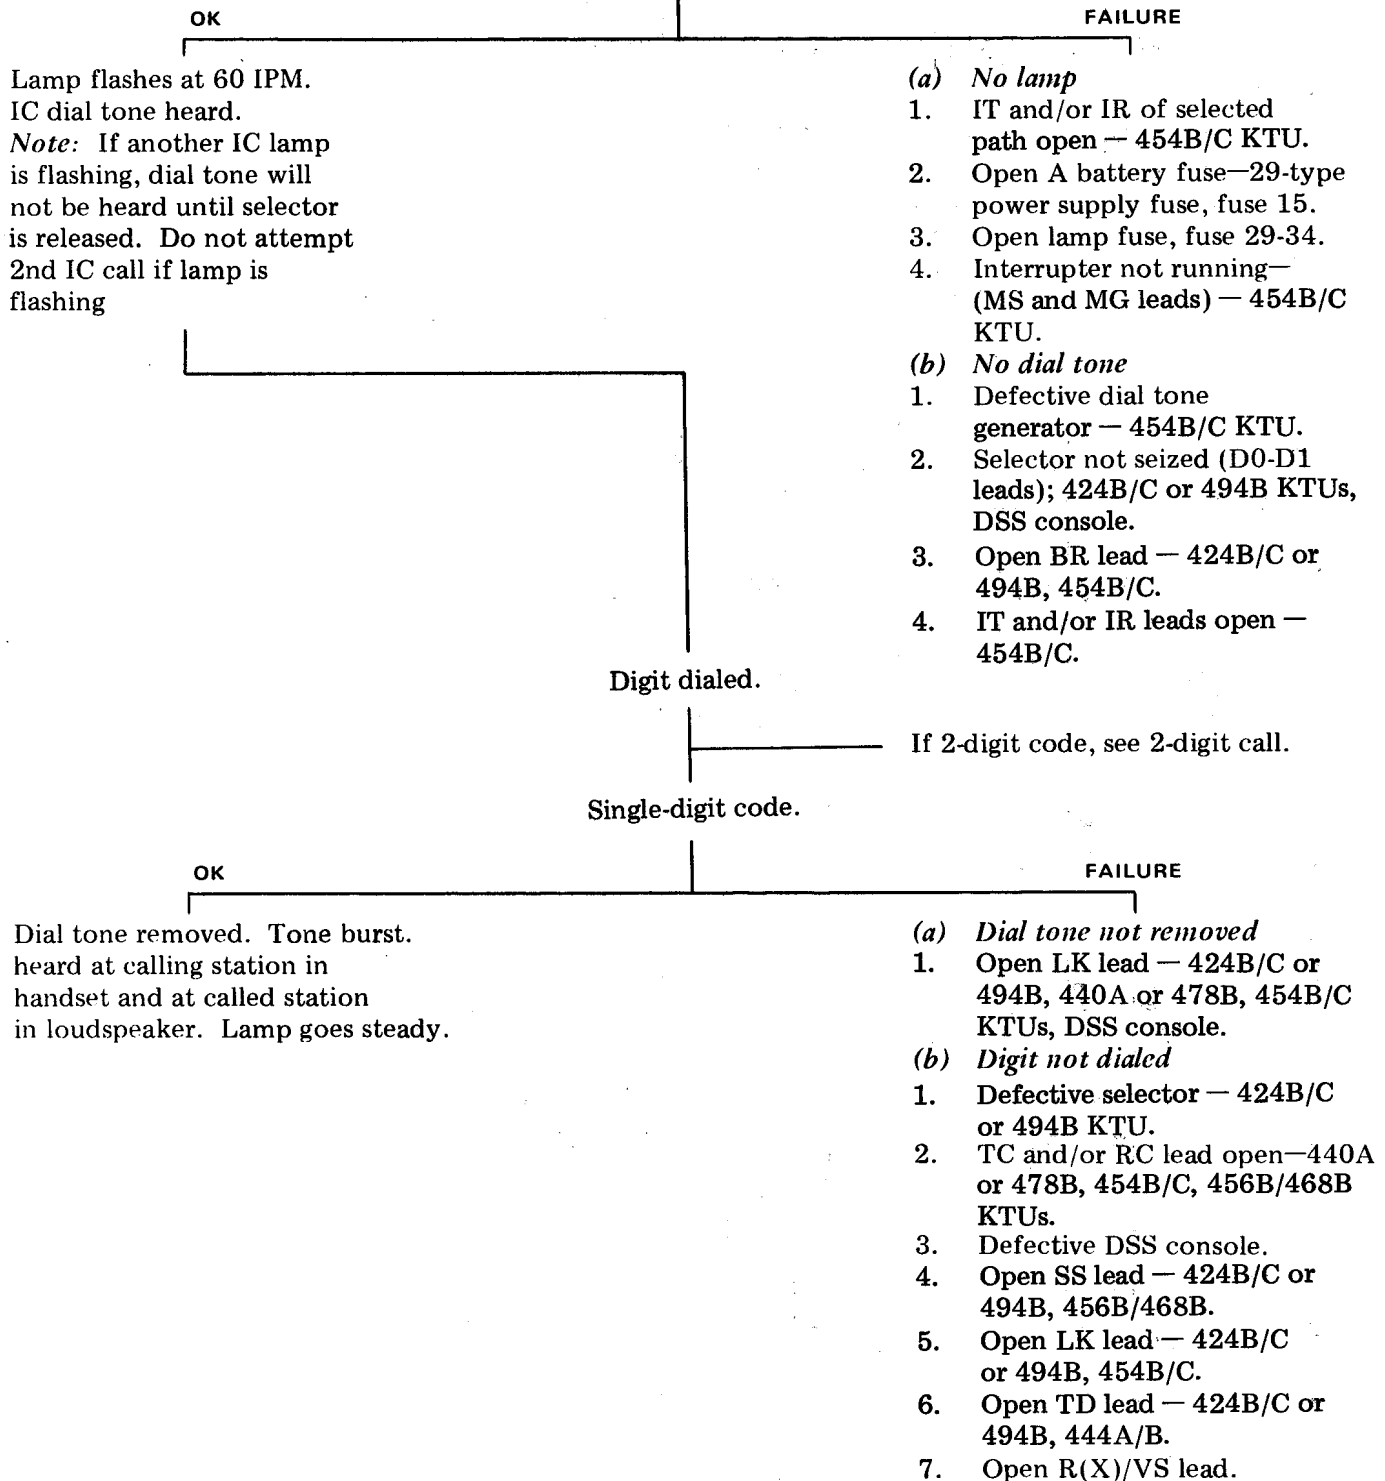 OK
FAILURE
Lamp flashes at 60 IPM.
IC dial tone heard.
Note: If another IC lamp
is flashing, dial tone will
not be heard until selector
is released. Do not attempt
2nd IC call if lamp is
flashing
(a) No lamp
1. IT and/or IR of selected
path open — 454B/C KTU.
2. Open A battery fuse—29-type
power supply fuse, fuse 15.
3. Open lamp fuse, fuse 29-34.
4. Interrupter not running—
(MS and MG leads) — 454B/C
KTU.
(b) No dial tone
1. Defective dial tone
generator — 454B/C KTU.
2. Selector not seized (D0-D1
leads); 424B/C or 494B KTUs,
DSS console.
3. Open BR lead — 424B/C or
494B, 454B/C.
4. IT and/or IR leads open —
454B/C.
Digit dialed.
If 2-digit code, see 2-digit call.
Single-digit code.
OK
FAILURE
Dial tone removed. Tone burst.
heard at calling station in
handset and at called station
in loudspeaker. Lamp goes steady.
(a) Dial tone not removed
1. Open LK lead — 424B/C or
494B, 440A or 478B, 454B/C
KTUs, DSS console.
(b) Digit not dialed
1. Defective selector — 424B/C
or 494B KTU.
2. TC and/or RC lead open—440A
or 478B, 454B/C, 456B/468B
KTUs.
3. Defective DSS console.
4. Open SS lead — 424B/C or
494B, 456B/468B.
5. Open LK lead — 424B/C
or 494B, 454B/C.
6. Open TD lead — 424B/C or
494B, 444A/B.
7. Open R(X)/VS lead.